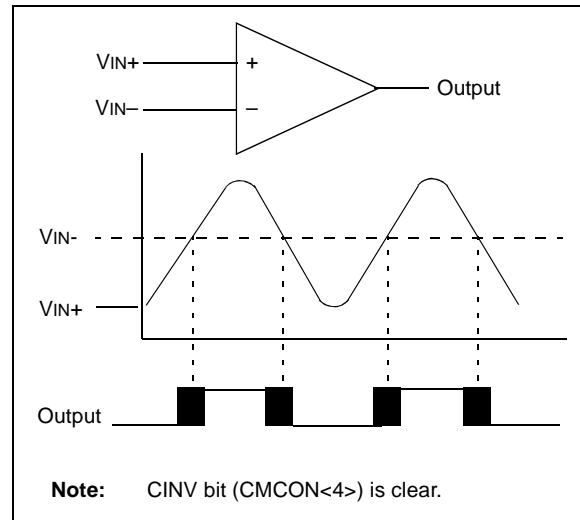 VIN+
+
Output
VIN–
–
VIN-
VIN+
Output
Note: CINV bit (CMCON<4>) is clear.